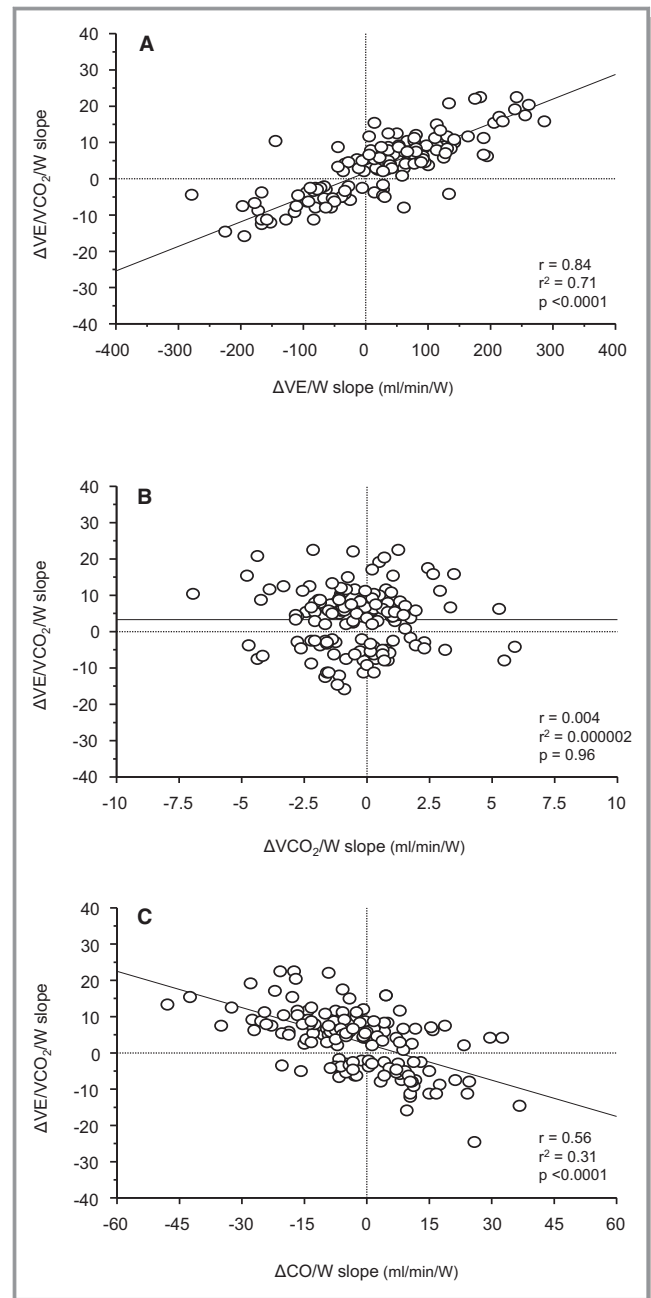 A
40
30
20
10
0
-10
-20
-30
-40
ΔVE/VCO₂/W slope
r = 0.84
r² = 0.71
p <0.0001
-400 -300 -200 -100 0 100 200 300 400
ΔVE/W slope (ml/min/W)
B
40
30
20
10
0
-10
-20
-30
-40
ΔVE/VCO₂/W slope
r = 0.004
r² = 0.000002
p = 0.96
-10 -7.5 -5 -2.5 0 2.5 5 7.5 10
ΔVCO₂/W slope (ml/min/W)
C
40
30
20
10
0
-10
-20
-30
-40
ΔVE/VCO₂/W slope
r = 0.56
r² = 0.31
p <0.0001
-60 -45 -30 -15 0 15 30 45 60
ΔCO/W slope (ml/min/W)